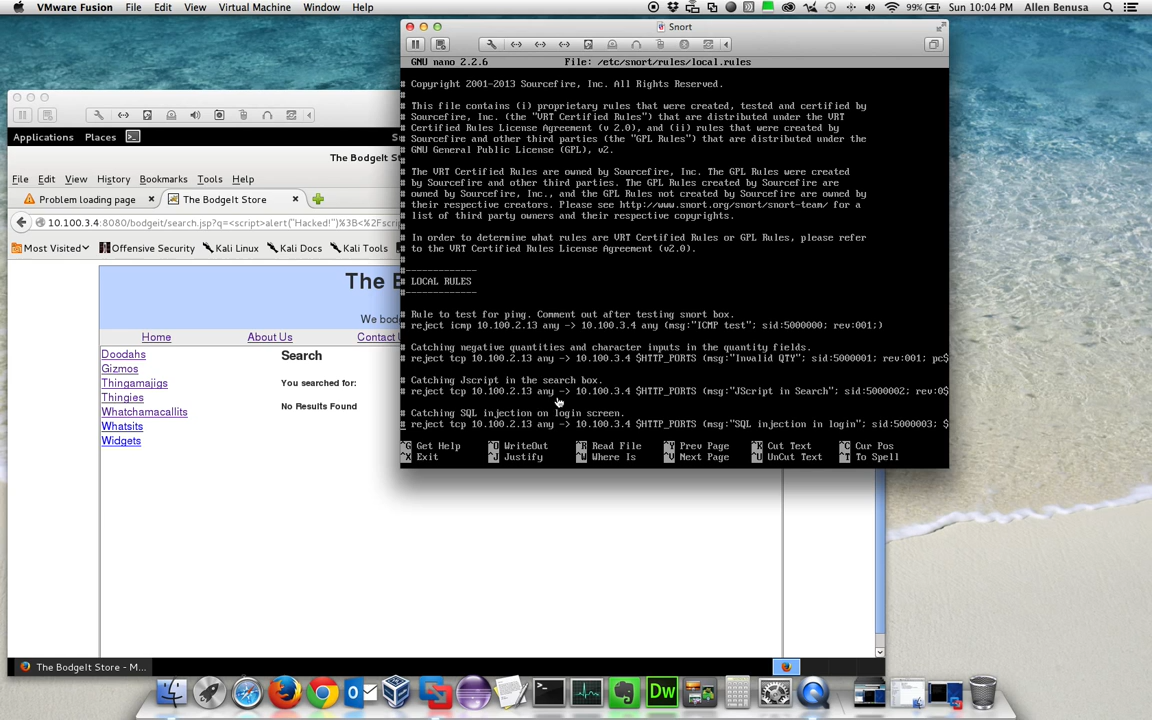 VMware Fusion File Edit View Virtual Machine Window Help 99% Sun 10:04 PM Allen Benusa
Snort
GNU nano 2.2.6 File: /etc/snort/rules/local.rules
# Copyright 2001-2013 Sourcefire, Inc. All Rights Reserved.
#
# This file contains (i) proprietary rules that were created, tested and certified by
# Sourcefire, Inc. (the "VRT Certified Rules") that are distributed under the VRT
# Certified Rules License Agreement (v 2.0), and (ii) rules that were created by
# Sourcefire and other third parties (the "GPL Rules") that are distributed under the
# GNU General Public License (GPL), v2.
#
# The VRT Certified Rules are owned by Sourcefire, Inc. The GPL Rules were created
# by Sourcefire and other third parties. The GPL Rules created by Sourcefire are
# owned by Sourcefire, Inc., and the GPL Rules not created by Sourcefire are owned by
# their respective creators. Please see http://www.snort.org/snort/snort-team/ for a
# list of third party owners and their respective copyrights.
#
# In order to determine what rules are VRT Certified Rules or GPL Rules, please refer
# to the VRT Certified Rules License Agreement (v2.0).
#
#-------------
# LOCAL RULES
#-------------
# Rule to test for ping. Comment out after testing snort box.
# reject icmp 10.100.2.13 any -> 10.100.3.4 any (msg:"ICMP test"; sid:5000000; rev:001;)
# Catching negative quantities and character inputs in the quantity fields.
# reject tcp 10.100.2.13 any -> 10.100.3.4 $HTTP_PORTS (msg:"Invalid QTY"; sid:5000001; rev:001; pc$
# Catching Jscript in the search box.
# reject tcp 10.100.2.13 any -> 10.100.3.4 $HTTP_PORTS (msg:"JScript in Search"; sid:5000002; rev:0$
# Catching SQL injection on login screen.
# reject tcp 10.100.2.13 any -> 10.100.3.4 $HTTP_PORTS (msg:"SQL injection in login"; sid:5000003; $
^G Get Help ^O WriteOut ^R Read File ^Y Prev Page ^K Cut Text ^C Cur Pos
^X Exit ^J Justify ^W Where Is ^V Next Page ^U UnCut Text ^T To Spell
Applications Places
The BodgeIt S
File Edit View History Bookmarks Tools Help
Problem loading page The BodgeIt Store
10.100.3.4:8080/bodgeit/search.jsp?q=<script>alert("Hacked!")%3B<%2Fscri
Most Visited Offensive Security Kali Linux Kali Docs Kali Tools
The B
We bod
Home About Us Contact
Doodahs
Gizmos
Thingamajigs
Thingies
Whatchamacallits
Whatsits
Widgets
Search
You searched for:
No Results Found
The BodgeIt Store - M...
Dw